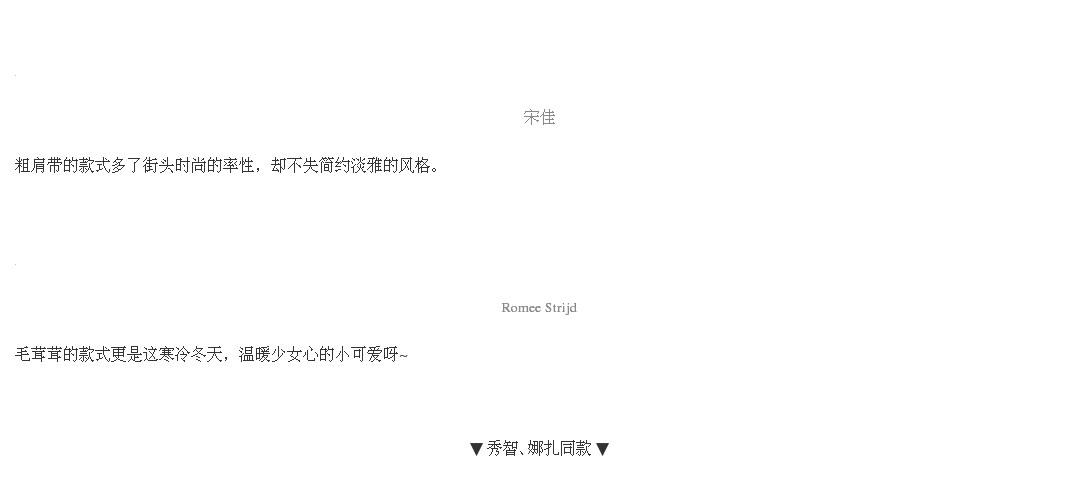 宋佳
粗肩带的款式多了街头时尚的率性，却不失简约淡雅的风格。
Romee Strijd
毛茸茸的款式更是这寒冷冬天，温暖少女心的小可爱呀~
▼ 秀智、娜扎同款 ▼